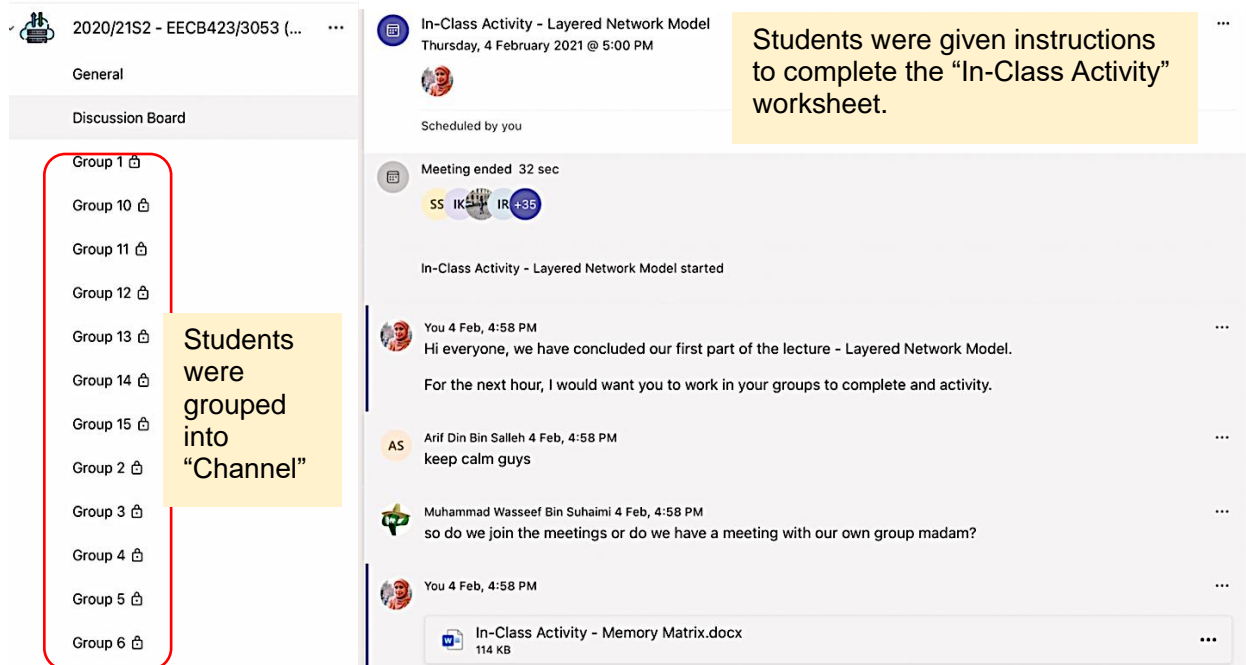 2020/21S2 - EECB423/3053 (... ...
General
Discussion Board
Group 1
Group 10
Group 11
Group 12
Group 13
Group 14
Group 15
Group 2
Group 3
Group 4
Group 5
Group 6
Students
were
grouped
into
“Channel”
In-Class Activity - Layered Network Model
Thursday, 4 February 2021 @ 5:00 PM
Scheduled by you
Students were given instructions
to complete the “In-Class Activity”
worksheet.
...
Meeting ended 32 sec
SS IK IR +35
In-Class Activity - Layered Network Model started
You 4 Feb, 4:58 PM ...
Hi everyone, we have concluded our first part of the lecture - Layered Network Model.
For the next hour, I would want you to work in your groups to complete and activity.
AS Arif Din Bin Salleh 4 Feb, 4:58 PM ...
keep calm guys
Muhammad Wasseef Bin Suhaimi 4 Feb, 4:58 PM ...
so do we join the meetings or do we have a meeting with our own group madam?
You 4 Feb, 4:58 PM ...
W In-Class Activity - Memory Matrix.docx ...
114 KB